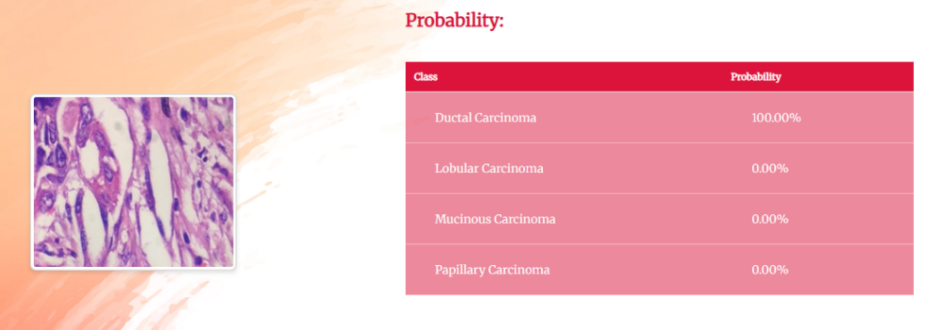 Probability:
Class Probability
Ductal Carcinoma 100.00%
Lobular Carcinoma 0.00%
Mucinous Carcinoma 0.00%
Papillary Carcinoma 0.00%